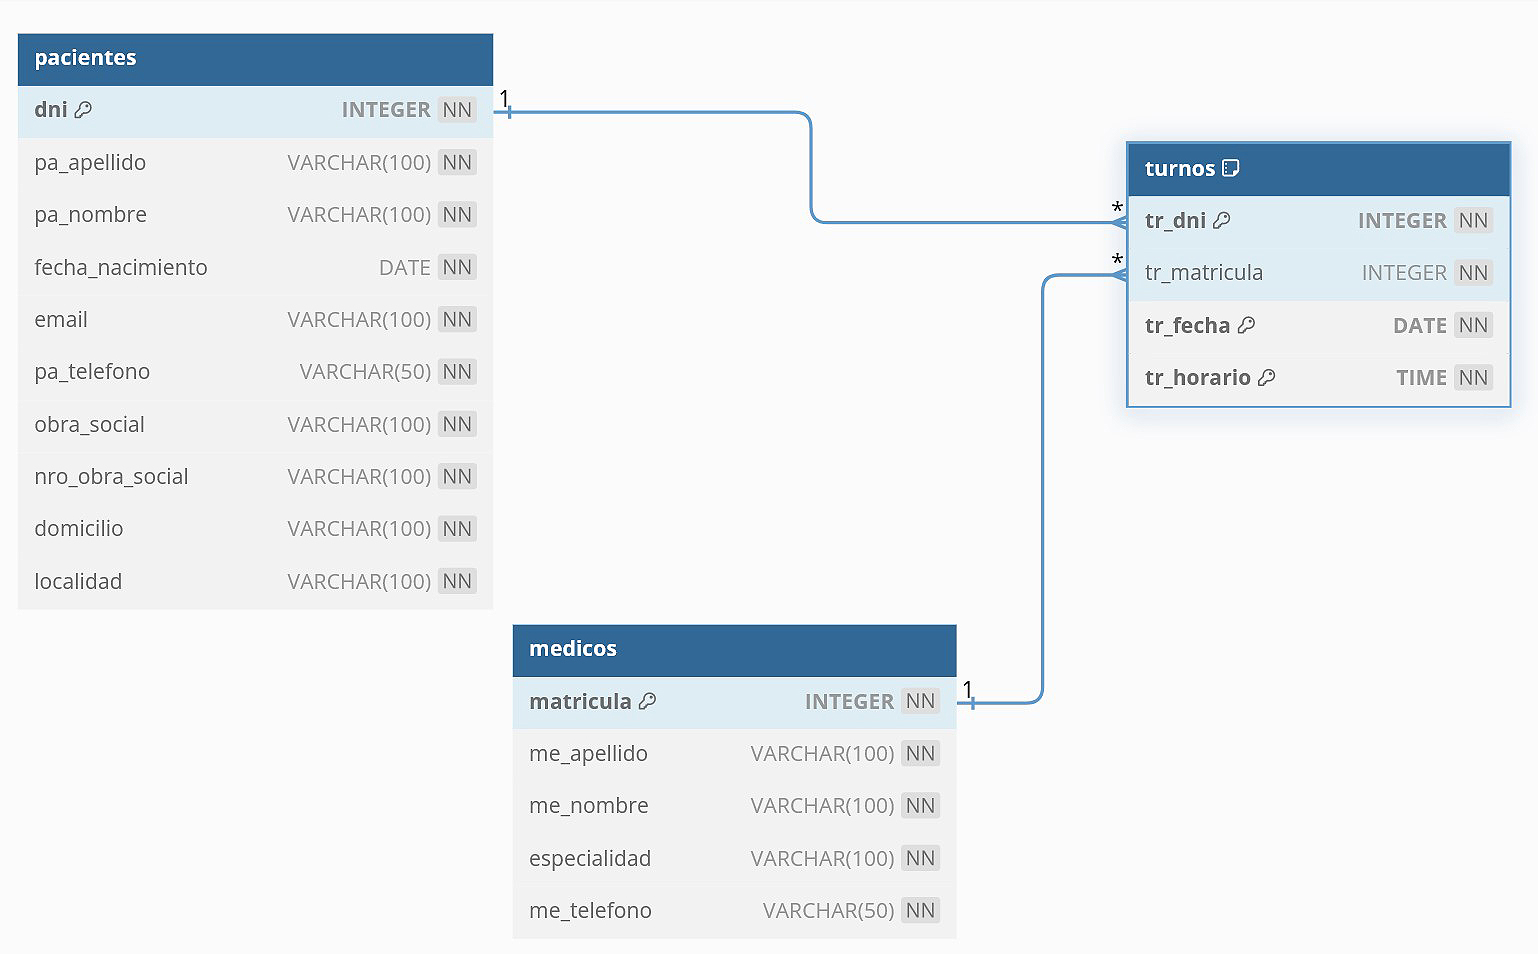 pacientes
dni INTEGER NN
pa_apellido VARCHAR(100) NN
pa_nombre VARCHAR(100) NN
fecha_nacimiento DATE NN
email VARCHAR(100) NN
pa_telefono VARCHAR(50) NN
obra_social VARCHAR(100) NN
nro_obra_social VARCHAR(100) NN
domicilio VARCHAR(100) NN
localidad VARCHAR(100) NN
1
*
*
turnos
tr_dni INTEGER NN
tr_matricula INTEGER NN
tr_fecha DATE NN
tr_horario TIME NN
medicos
matricula INTEGER NN
me_apellido VARCHAR(100) NN
me_nombre VARCHAR(100) NN
especialidad VARCHAR(100) NN
me_telefono VARCHAR(50) NN
1